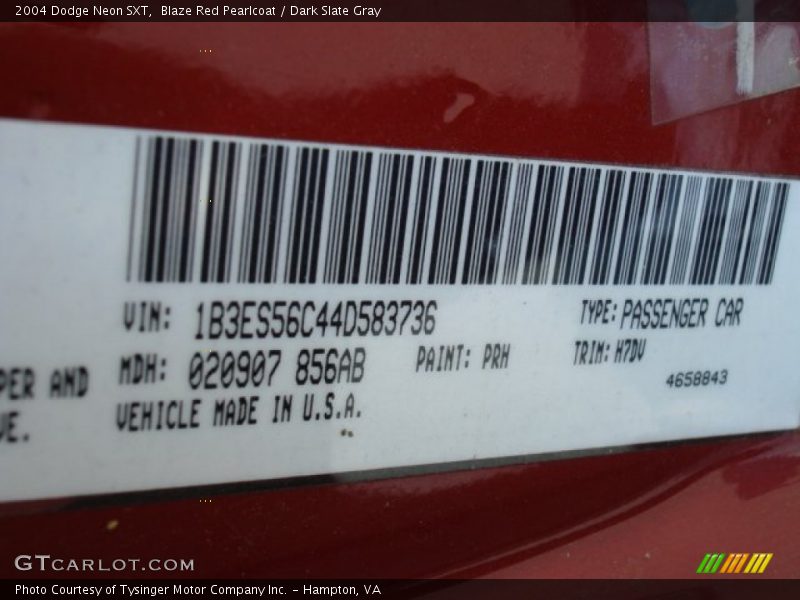 2004 Dodge Neon SXT,  Blaze Red Pearlcoat / Dark Slate Gray
VIN: 1B3ES56C44D583736
TYPE: PASSENGER CAR
PER AND
MDH: 020907 856AB
PAINT: PRH
TRIM: H7DV
VE.
VEHICLE MADE IN U.S.A.
4658843
GTCARLOT.COM
Photo Courtesy of Tysinger Motor Company Inc. - Hampton, VA